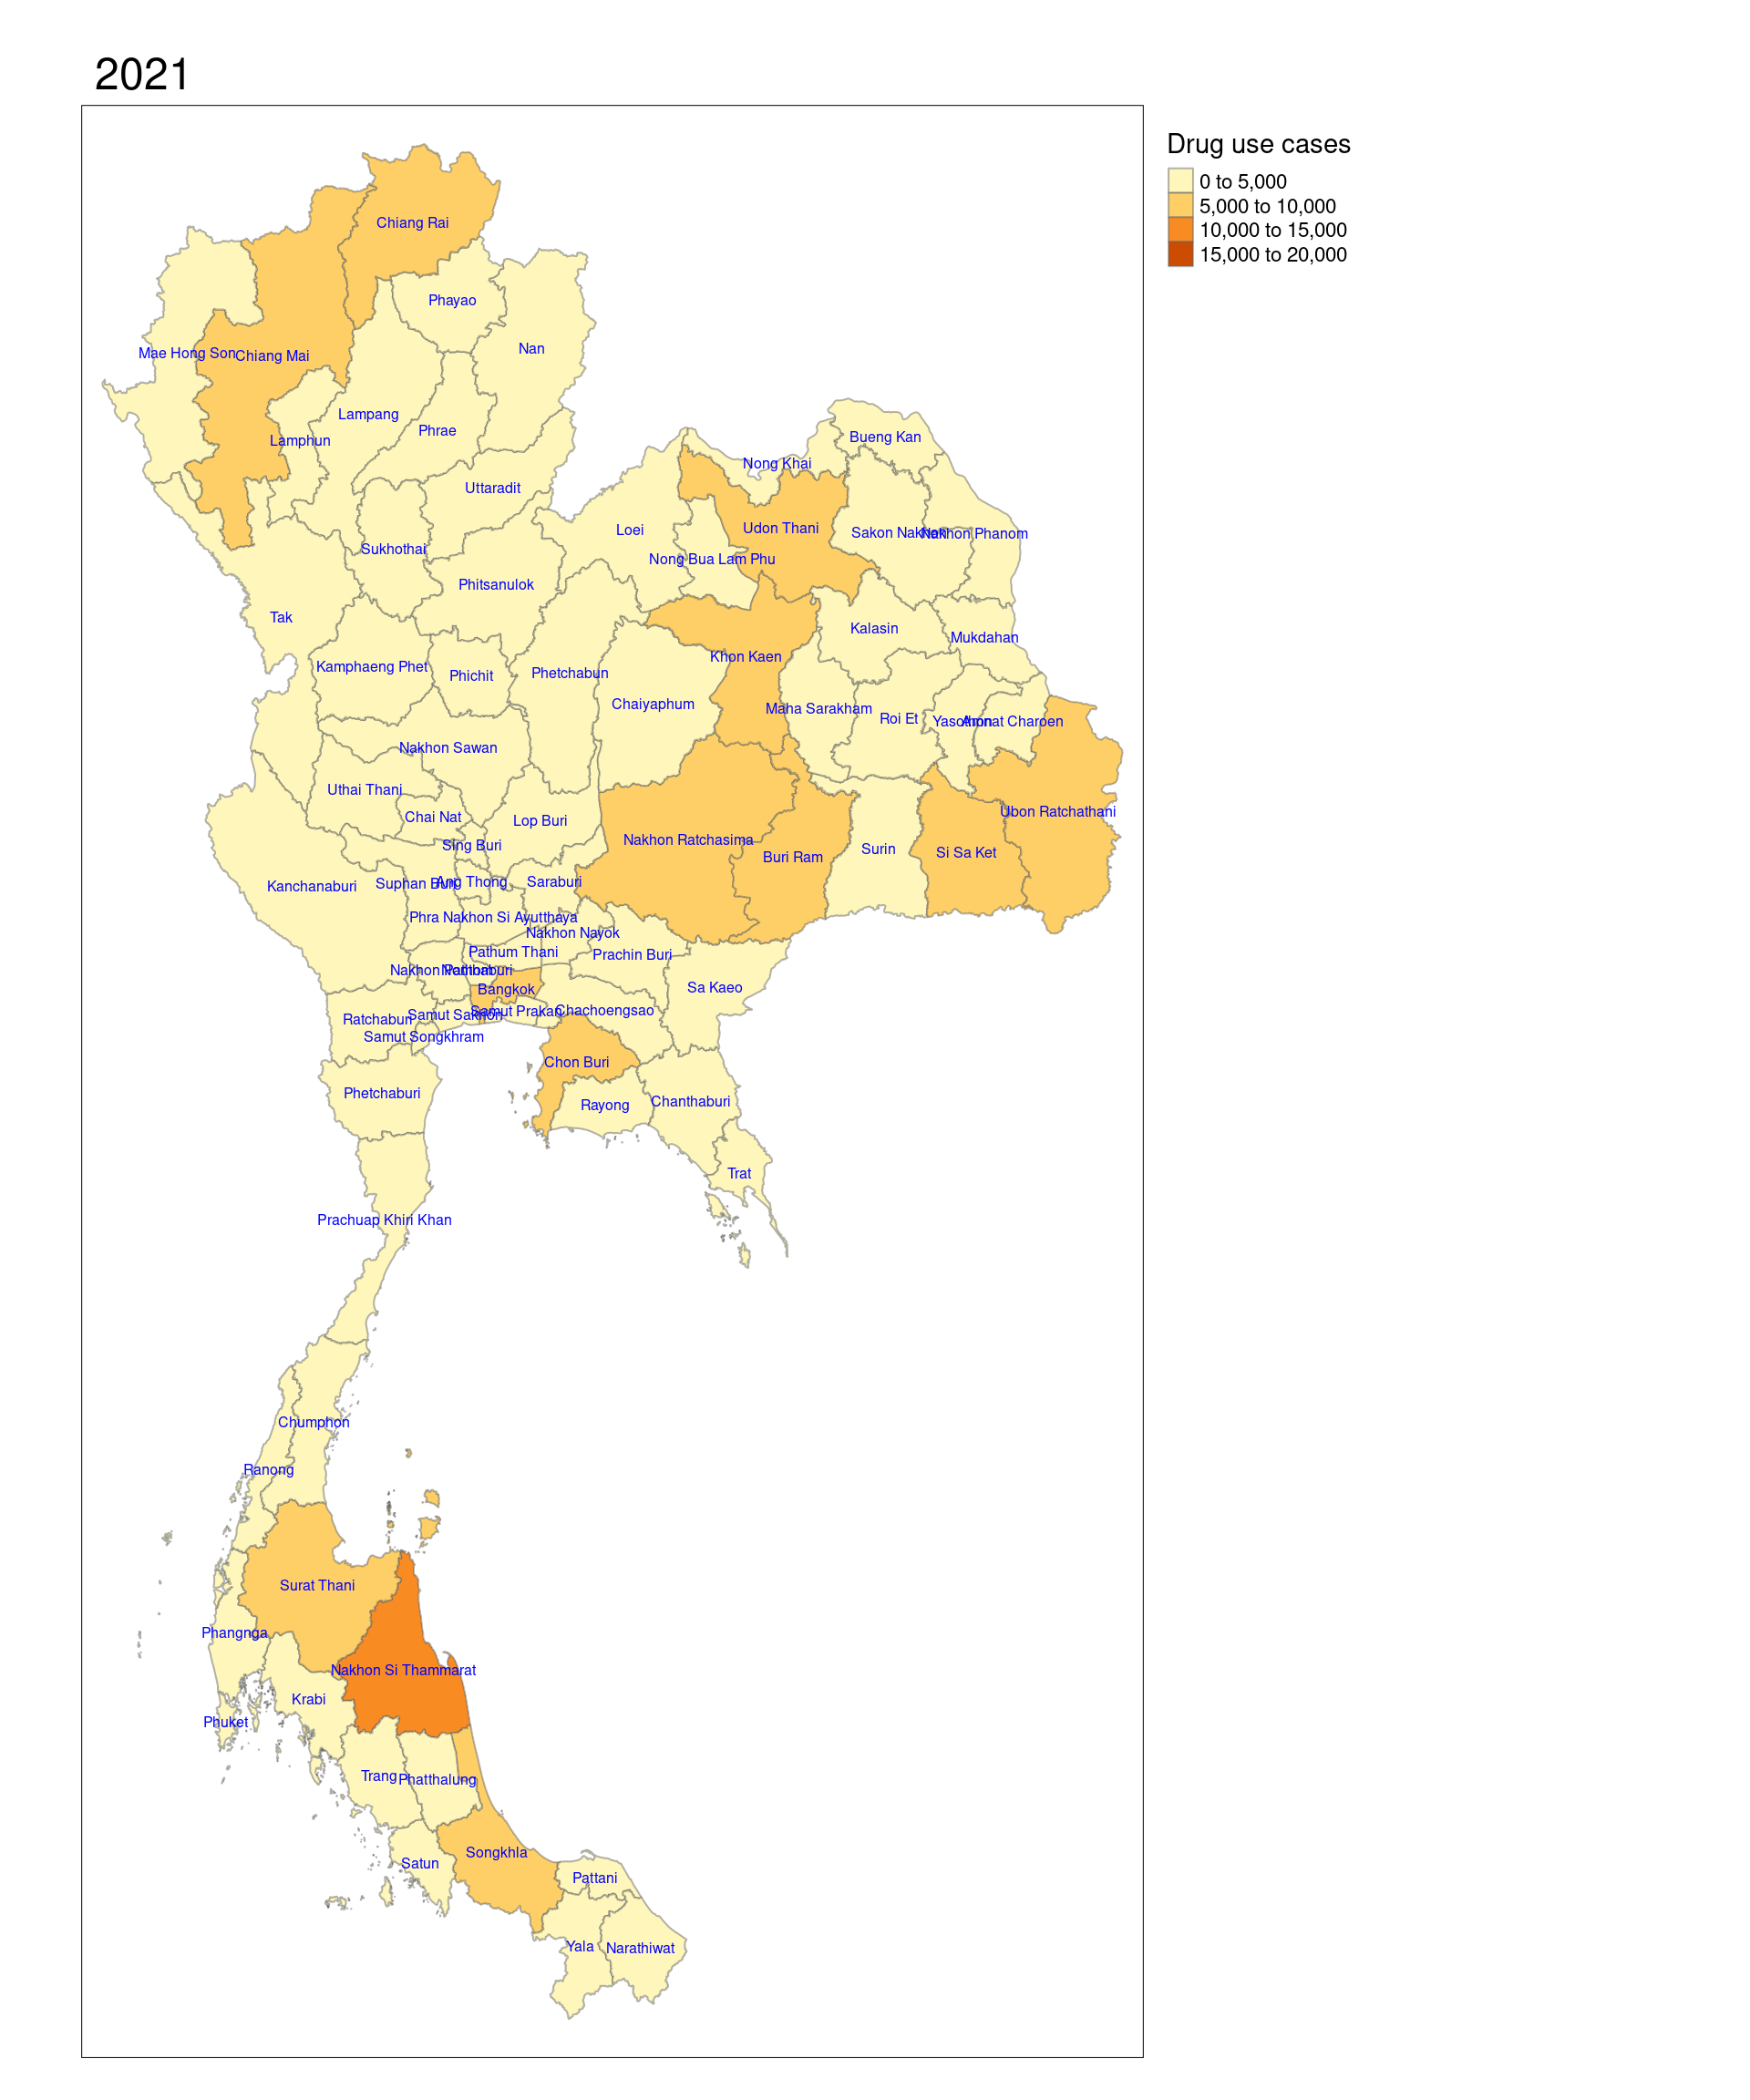 2021
Drug use cases
0 to 5,000
5,000 to 10,000
10,000 to 15,000
15,000 to 20,000
Chiang Rai
Phayao
Nan
Mae Hong Son
Chiang Mai
Lampang
Phrae
Lamphun
Bueng Kan
Nong Khai
Uttaradit
Loei
Udon Thani
Sakon Nakhon
Nakhon Phanom
Sukhothai
Nong Bua Lam Phu
Phitsanulok
Tak
Kalasin
Mukdahan
Khon Kaen
Kamphaeng Phet
Phichit
Phetchabun
Chaiyaphum
Maha Sarakham
Roi Et
Yasothon
Amnat Charoen
Nakhon Sawan
Uthai Thani
Chai Nat
Lop Buri
Ubon Ratchathani
Sing Buri
Nakhon Ratchasima
Buri Ram
Surin
Si Sa Ket
Kanchanaburi
Suphan Buri
Ang Thong
Saraburi
Phra Nakhon Si Ayutthaya
Nakhon Nayok
Pathum Thani
Prachin Buri
Nakhon Pathom
Nonthaburi
Bangkok
Sa Kaeo
Ratchaburi
Samut Sakhon
Samut Prakan
Chachoengsao
Samut Songkhram
Chon Buri
Phetchaburi
Rayong
Chanthaburi
Trat
Prachuap Khiri Khan
Chumphon
Ranong
Surat Thani
Phangnga
Nakhon Si Thammarat
Krabi
Phuket
Trang
Phatthalung
Songkhla
Satun
Pattani
Yala
Narathiwat